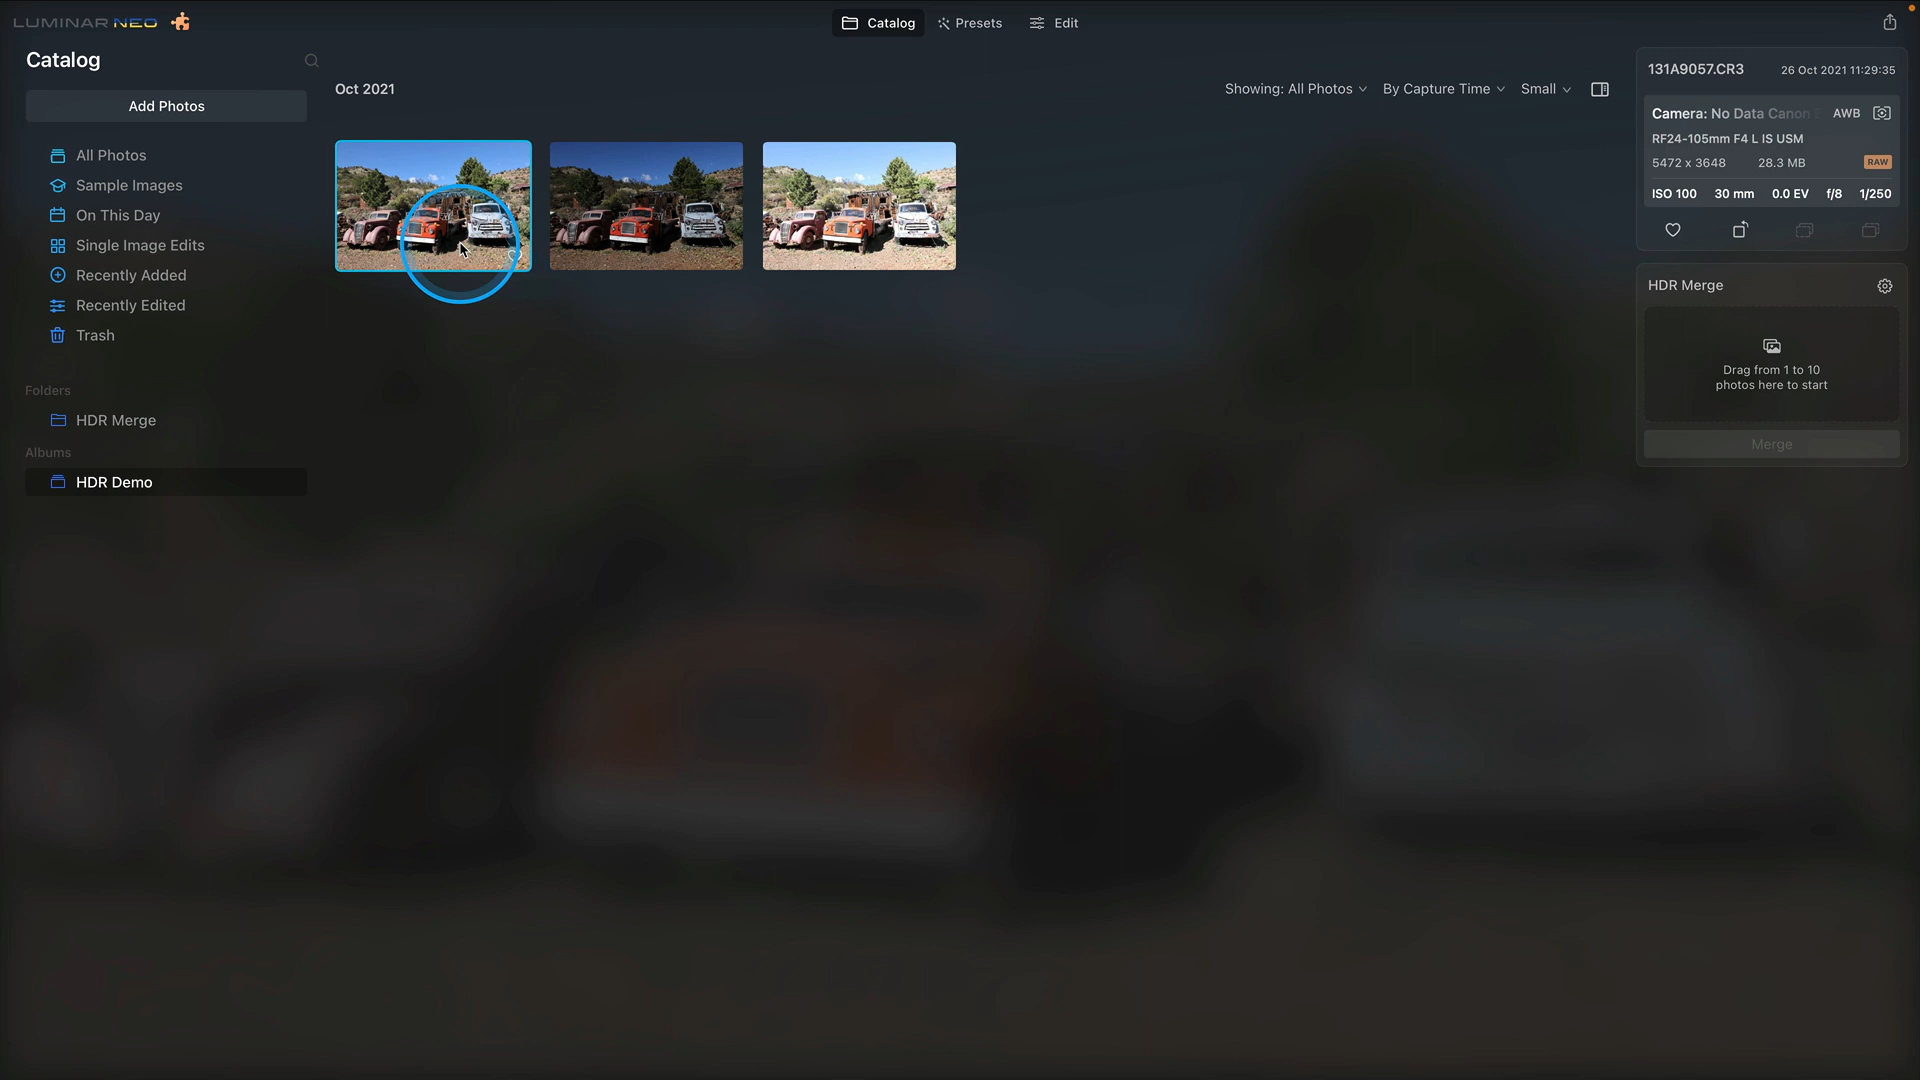 LUMINAR NEO
Catalog
Presets
Edit
Catalog
Add Photos
All Photos
Sample Images
On This Day
Single Image Edits
Recently Added
Recently Edited
Trash
Folders
HDR Merge
Albums
HDR Demo
Oct 2021
Showing: All Photos
By Capture Time
Small
131A9057.CR3
26 Oct 2021 11:29:35
Camera: No Data Canon
AWB
RF24-105mm F4 L IS USM
5472 x 3648
28.3 MB
RAW
ISO 100
30 mm
0.0 EV
f/8
1/250
HDR Merge
Drag from 1 to 10
photos here to start
Merge